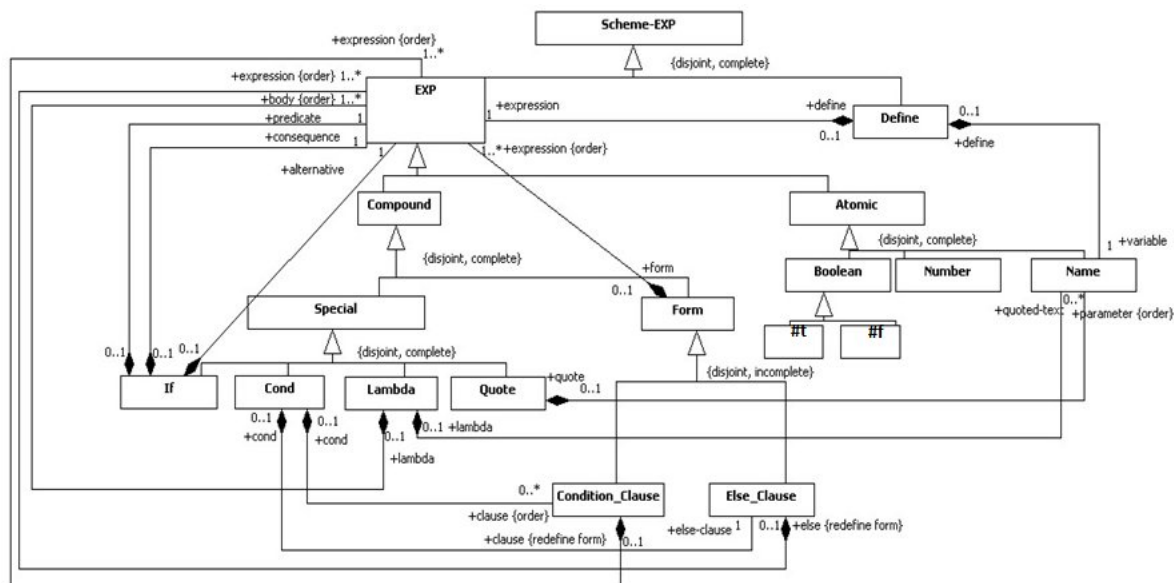 Scheme-EXP
+expression {order}
1..*
{disjoint, complete}
+expression {order} 1..*
EXP
+body {order} 1..*
+expression
1
+define
0..1
Define
0..1
+define
+predicate
1
+consequence
1
+alternative
1
1..* +expression {order}
Compound
Atomic
{disjoint, complete}
{disjoint, complete}
1
+variable
+form
0..1
Boolean
Number
Name
Special
Form
+quoted-text
0..*
+parameter {order}
#t
#f
0..1
0..1
0..1
{disjoint, complete}
{disjoint, incomplete}
If
Cond
Lambda
Quote
+quote
0..1
0..1
+cond
0..1
+cond
0..1
+lambda
0..1
+lambda
0..*
Condition_Clause
Else_Clause
+clause {order}
+clause {redefine form}
0..1
+else-clause
1
0..1
+else {redefine form}